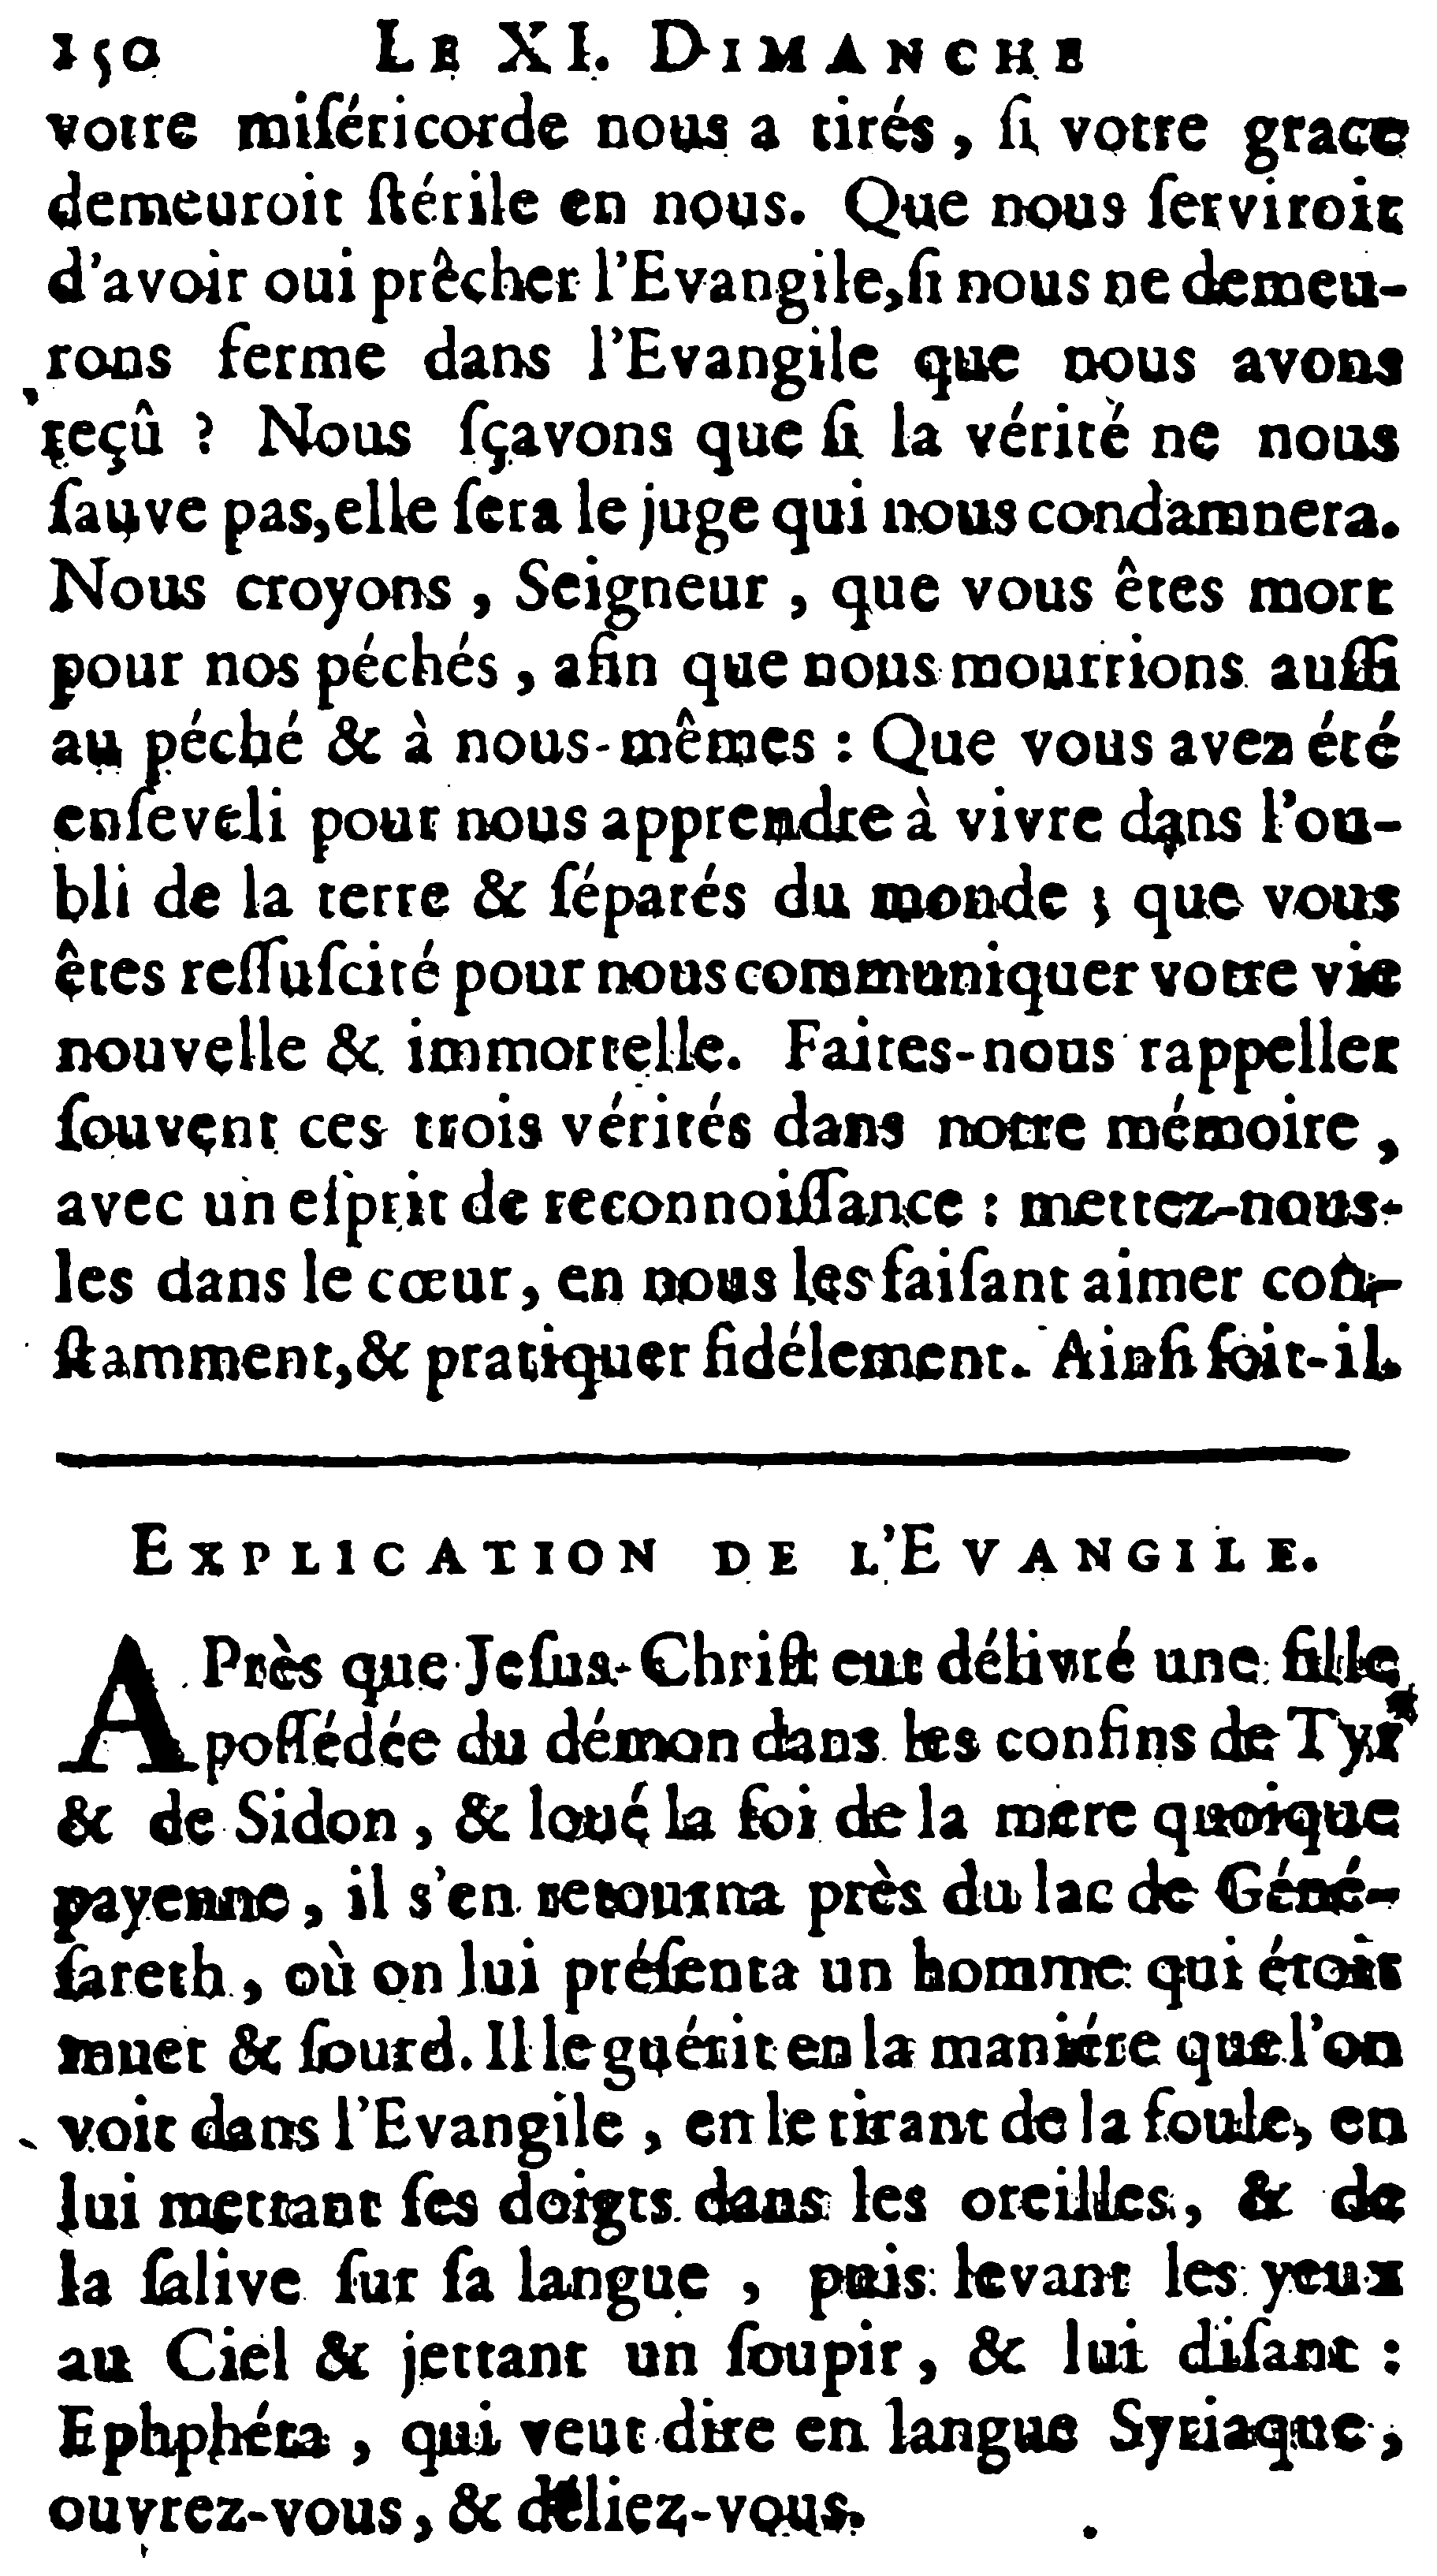 150 LE XI. DIMANCHE
votre miſéricorde nous a tirés, ſi votre grace
demeuroit ſtérile en nous. Que nous ſerviroit
d'avoir oui prêcher l'Evangile, ſi nous ne demeu-
rons ferme dans l'Evangile que nous avons
reçû ? Nous ſçavons que ſi la vérité ne nous
ſauve pas, elle ſera le juge qui nous condamnera.
Nous croyons, Seigneur, que vous êtes mort
pour nos péchés, afin que nous mourrions auſſi
au péché & à nous-mêmes : Que vous avez été
enſeveli pour nous apprendre à vivre dans l'ou-
bli de la terre & ſéparés du monde ; que vous
êtes reſſuſcité pour nous communiquer votre vie
nouvelle & immortelle. Faites-nous rappeller
ſouvent ces trois vérités dans notre mémoire,
avec un eſprit de reconnoiſſance : mettez-nous-
les dans le cœur, en nous les faiſant aimer con-
ſtamment, & pratiquer fidélement. Ainſi ſoit-il.
EXPLICATION DE L'EVANGILE.
APrès que Jeſus-Chriſt eut délivré une fille
poſſédée du démon dans les confins de Tyr
& de Sidon, & loué la foi de la mere quoique
payenne, il s'en retourna près du lac de Géné-
ſareth, où on lui préſenta un homme qui étoit
muet & ſourd. Il le guérit en la maniére que l'on
voit dans l'Evangile, en le tirant de la foule, en
lui mettant ſes doigts dans les oreilles, & de
la ſalive ſur ſa langue, puis levant les yeux
au Ciel & jettant un ſoupir, & lui diſant :
Ephphéta, qui veut dire en langue Syriaque,
ouvrez-vous, & déliez-vous.